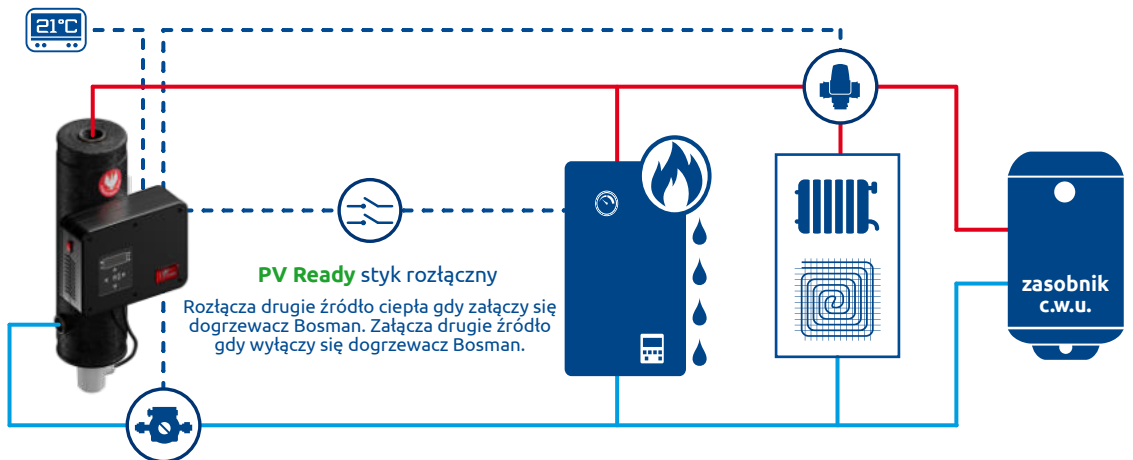 21°C
PV Ready styk rozłączny
Rozłącza drugie źródło ciepła gdy załączy się
dogrzewacz Bosman. Załącza drugie źródło
gdy wyłączy się dogrzewacz Bosman.
zasobnik
c.w.u.